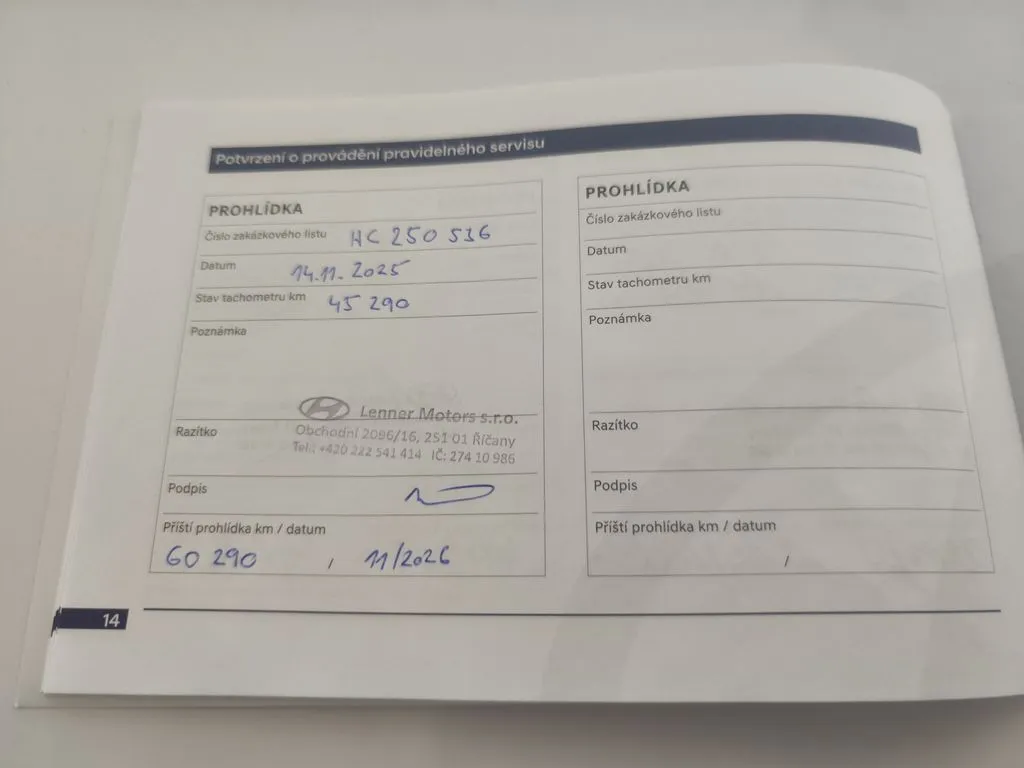 Potvrzení o provádění pravidelného servisu
PROHLÍDKA
Číslo zakázkového listu HC 250 536
Datum 14.11.2025
Stav tachometru km 45 290
Poznámka
Lenner Motors s.r.o.
Obchodní 2086/16, 251 01 Říčany
Tel.: +420 222 541 414 IČ: 274 10 986
Razítko
Podpis
Příští prohlídka km / datum
60 290 / 11/2026
PROHLÍDKA
Číslo zakázkového listu
Datum
Stav tachometru km
Poznámka
Razítko
Podpis
Příští prohlídka km / datum
/
14